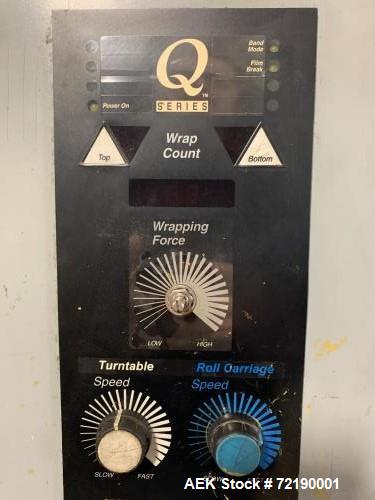 Band
Mode
Film
Break
Power On
Q
TM
SERIES
Wrap
Count
Top
Bottom
Wrapping
Force
LOW
HIGH
Turntable
Speed
SLOW
FAST
Roll Carriage
Speed
AEK Stock # 72190001